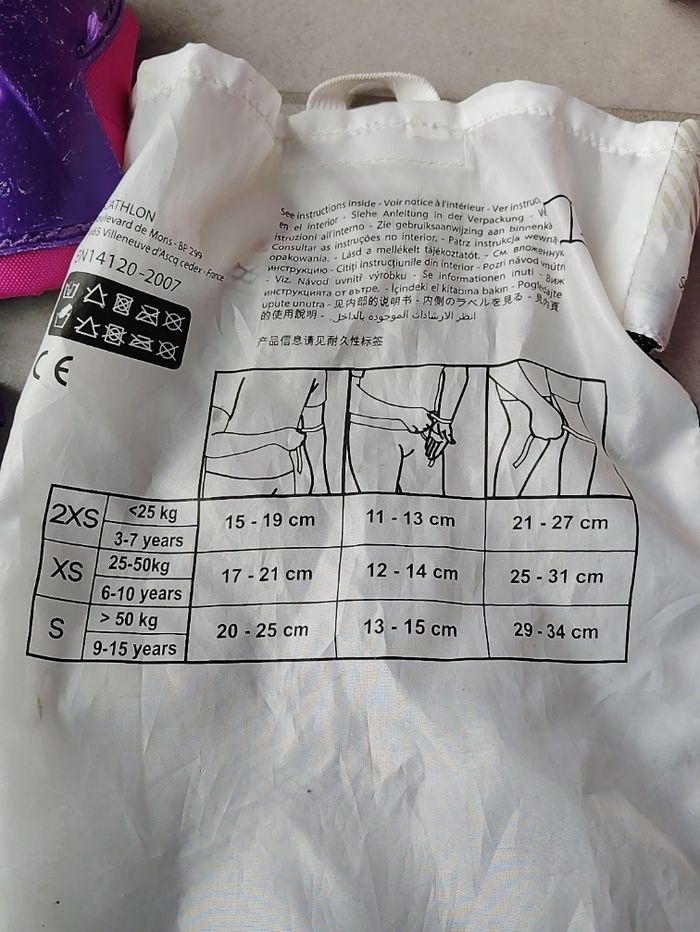 CATHLON
ulevard de Mons - BP 299
65 Villeneuve d'Ascq cedex - France
EN14120-2007
CE
See instructions inside - Voir notice à l'intérieur - Ver instruc
en el interior - Siehe Anleitung in der Verpackung -
Istruzioni all'interno - Zie gebruiksaanwijzing aan binnenka
Consultar as instruções no interior. - Patrz instrukcja wewną
opakowania. - Lásd a mellékelt tájékoztatót. - См. вложенную
инструкцию - Citiți instrucțiunile din interior - Pozri návod vnútri
- Viz. Návod uvnitř výrobku - Se informationen inuti - Виж
инструкцията от вътре. - İçindeki el kitabına bakın - Pogledajte
upute unutra - 见内部的说明书 - 内側のラベルを見る - 見內頁
的使用說明 - انظر الارشادات الموجودة بالداخل.
产品信息请见耐久性标签
2XS <25 kg 15 - 19 cm 11 - 13 cm 21 - 27 cm
3-7 years
XS 25-50kg 17 - 21 cm 12 - 14 cm 25 - 31 cm
6-10 years
S > 50 kg 20 - 25 cm 13 - 15 cm 29 - 34 cm
9-15 years